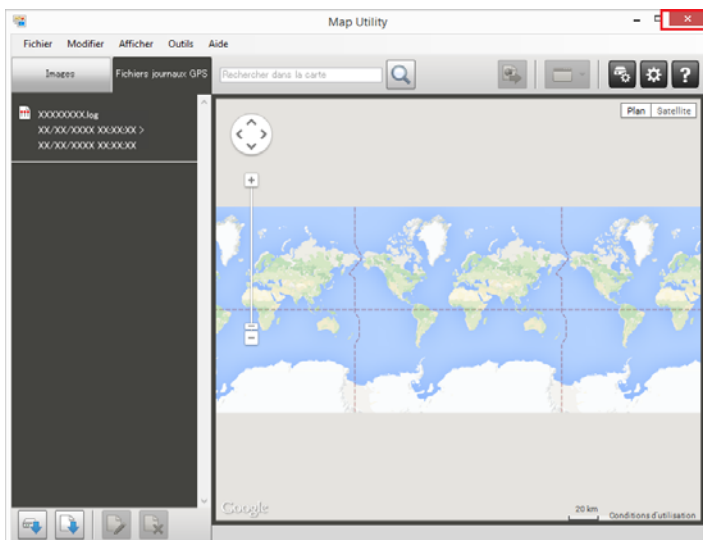 Map Utility
Fichier Modifier Afficher Outils Aide
Images Fichiers journaux GPS Rechercher dans la carte
Plan Satellite
XXXXXXXX.log
XX/XX/XXXX XX:XX:XX >
XX/XX/XXXX XX:XX:XX
Google
20 km
Conditions d'utilisation